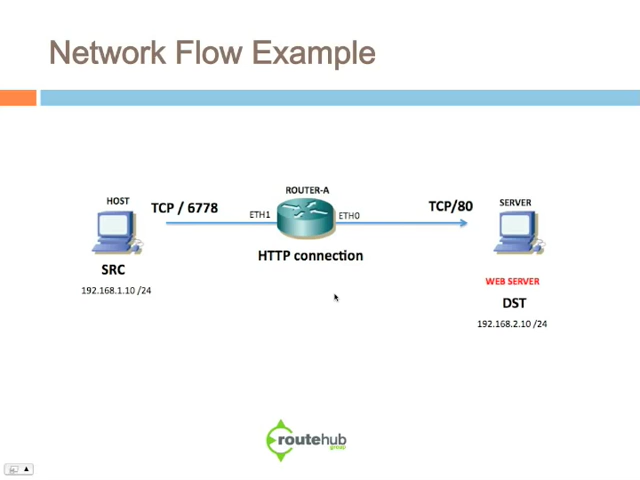 Network Flow Example
ROUTER-A
HOST
TCP / 6778
TCP/80
SERVER
ETH1
ETH0
HTTP connection
SRC
WEB SERVER
192.168.1.10 /24
DST
192.168.2.10 /24
routehub
group